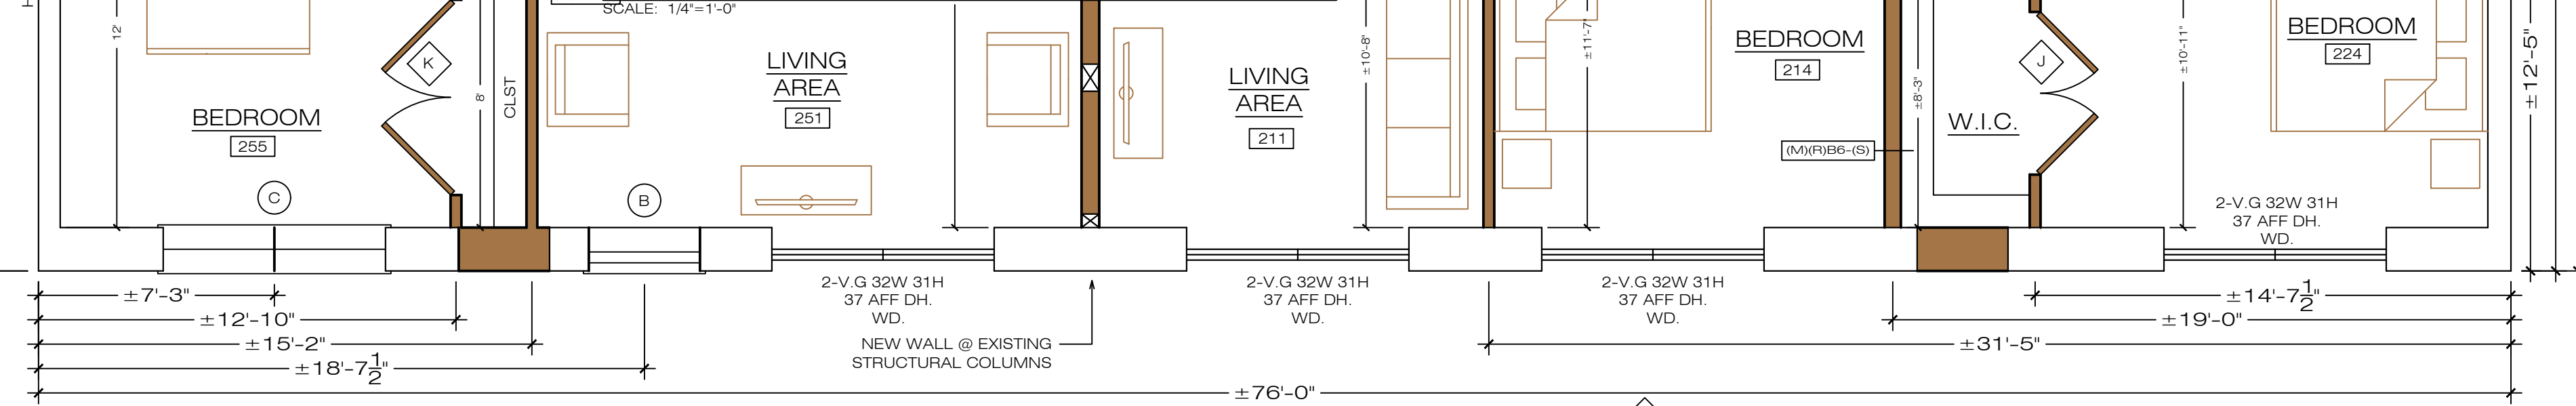 SCALE: 1/4"=1'-0"
12'
K
8'
CLST
BEDROOM
255
C
LIVING
AREA
251
B
LIVING
AREA
211
±10'-8"
±11'-7"
BEDROOM
214
(M)(R)B6-(S)
±8'-3"
W.I.C.
J
±10'-11"
BEDROOM
224
±12'-5"
2-V.G 32W 31H
37 AFF DH.
WD.
2-V.G 32W 31H
37 AFF DH.
WD.
2-V.G 32W 31H
37 AFF DH.
WD.
2-V.G 32W 31H
37 AFF DH.
WD.
NEW WALL @ EXISTING
STRUCTURAL COLUMNS
±7'-3"
±12'-10"
±15'-2"
±18'-7 1/2"
±14'-7 1/2"
±19'-0"
±31'-5"
±76'-0"